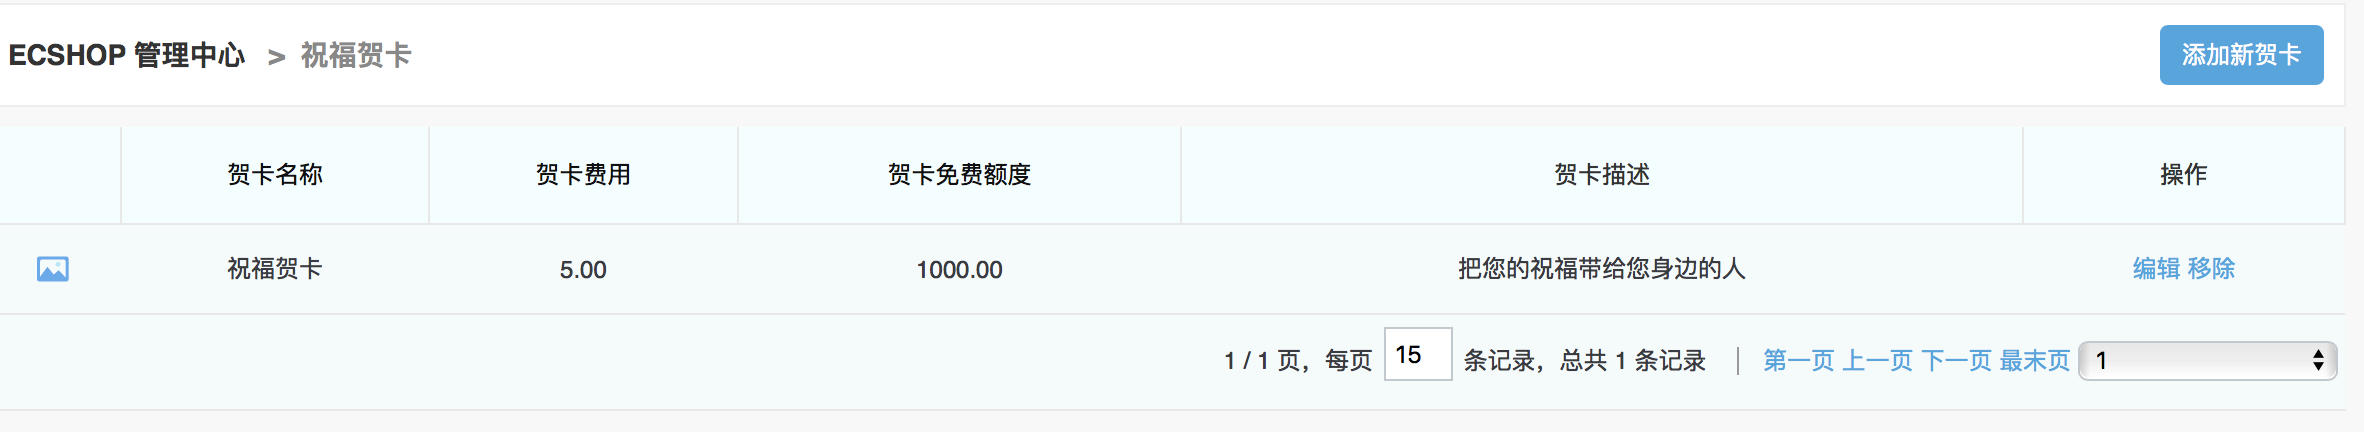 ECSHOP 管理中心 > 祝福贺卡 添加新贺卡
贺卡名称 贺卡费用 贺卡免费额度 贺卡描述 操作
祝福贺卡 5.00 1000.00 把您的祝福带给您身边的人 编辑 移除
1 / 1 页，每页 15 条记录，总共 1 条记录 | 第一页 上一页 下一页 最末页 1